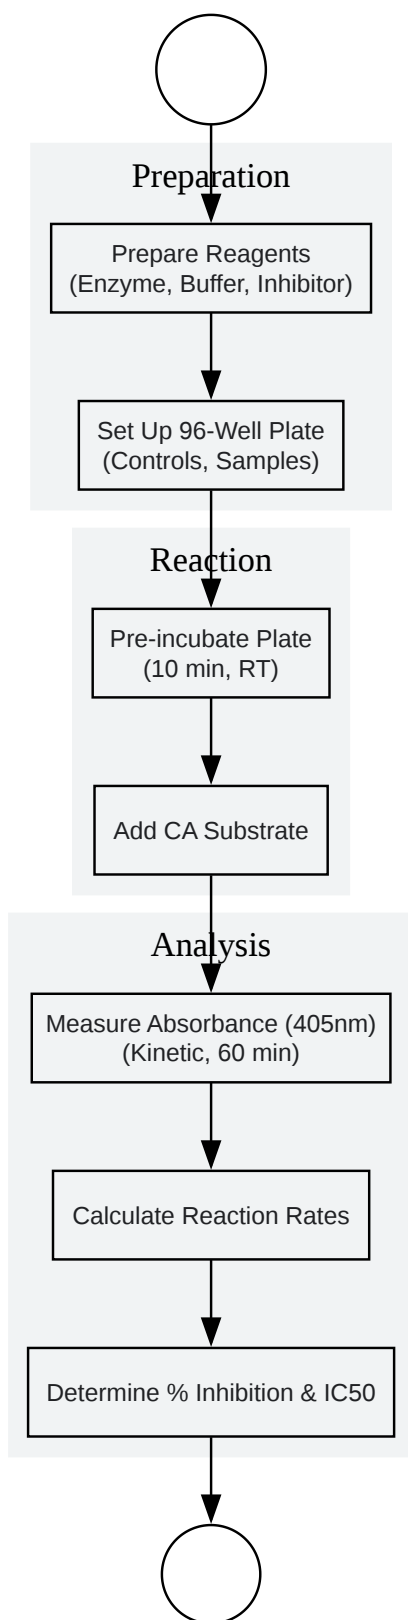 Preparation
Prepare Reagents
(Enzyme, Buffer, Inhibitor)
Set Up 96-Well Plate
(Controls, Samples)
Reaction
Pre-incubate Plate
(10 min, RT)
Add CA Substrate
Analysis
Measure Absorbance (405nm)
(Kinetic, 60 min)
Calculate Reaction Rates
Determine % Inhibition & IC50